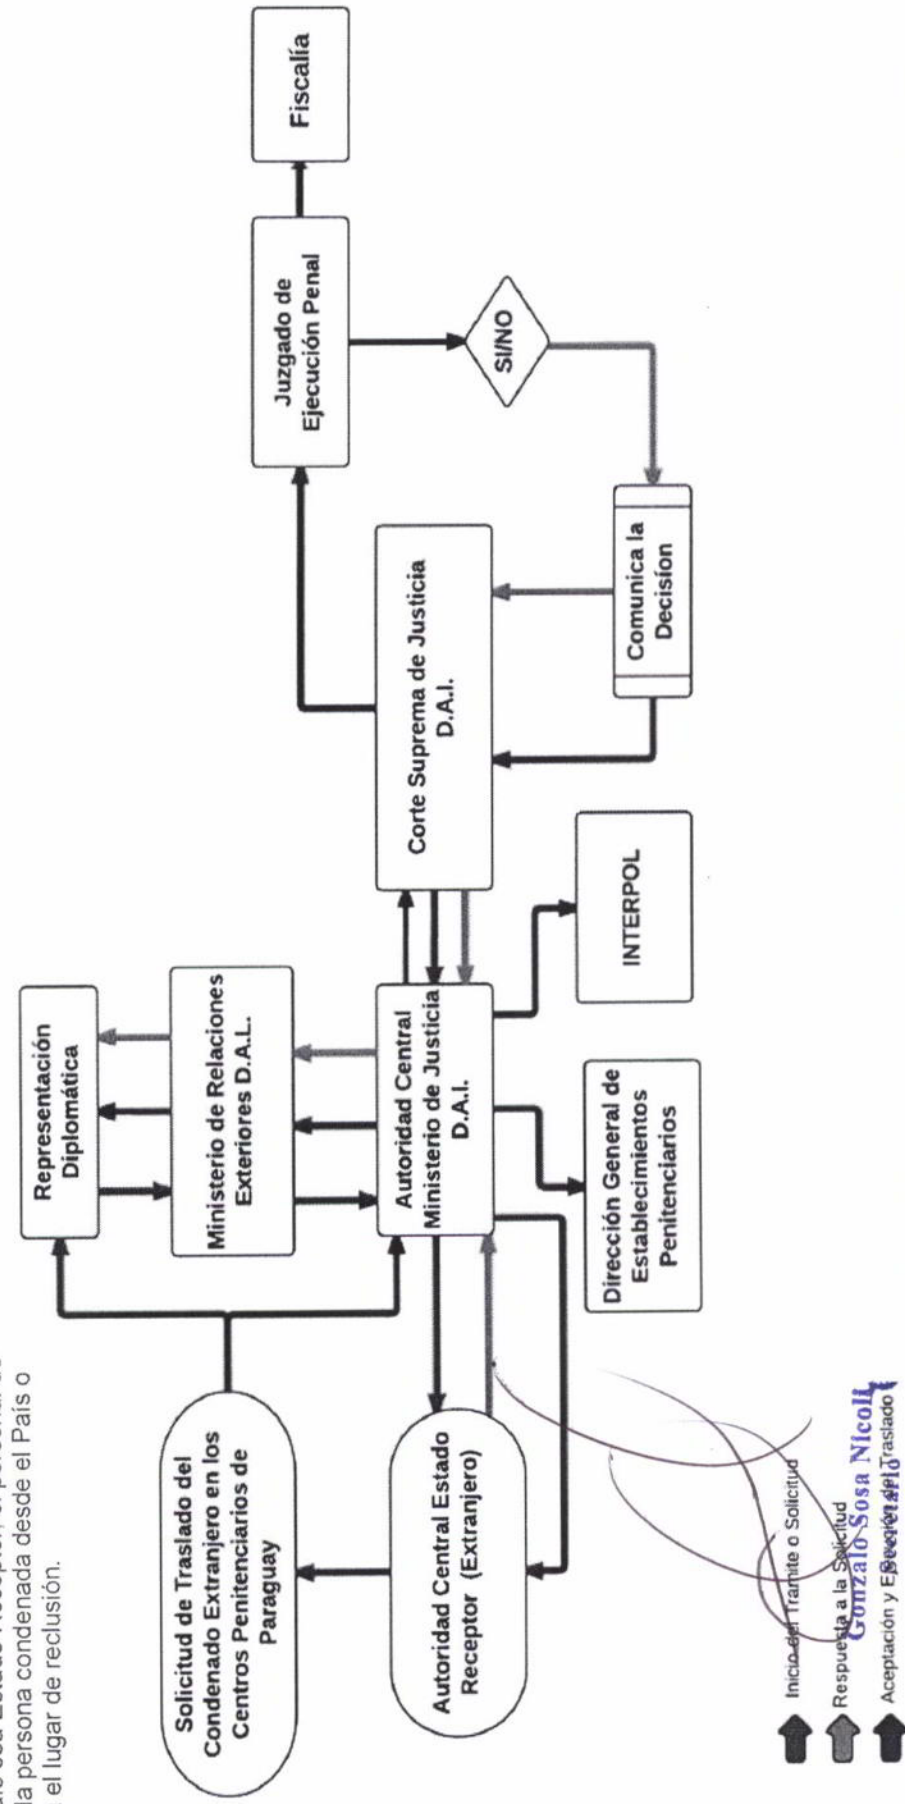 la persona condenada desde el País o
el lugar de reclusión.
Solicitud de Traslado del
Condenado Extranjero en los
Centros Penitenciarios de
Paraguay
Autoridad Central Estado
Receptor (Extranjero)
Representación
Diplomática
Ministerio de Relaciones
Exteriores D.A.L.
Autoridad Central
Ministerio de Justicia
D.A.I.
Dirección General de
Establecimientos
Penitenciarios
INTERPOL
Corte Suprema de Justicia
D.A.I.
Comunica la
Decisíon
SI/NO
Juzgado de
Ejecución Penal
Fiscalía
Inicio del Tramite o Solicitud
Respuesta a la Solicitud
Gonzalo Sosa Nicoli
Aceptación y Ejecución del Traslado
Secretario